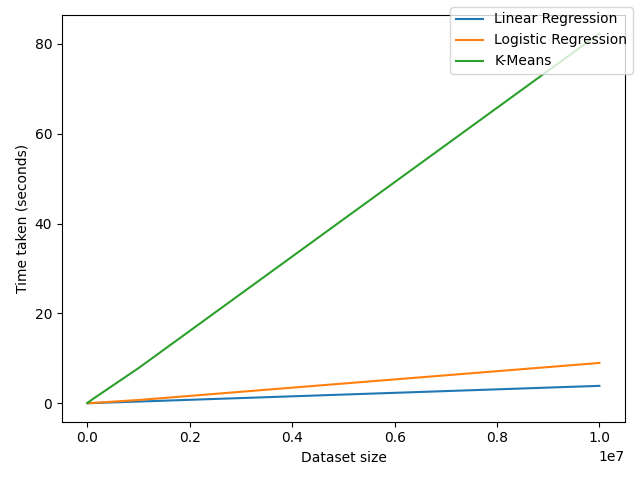 Linear Regression
Logistic Regression
K-Means
80
60
40
20
0
Time taken (seconds)
0.0 0.2 0.4 0.6 0.8 1.0
1e7
Dataset size